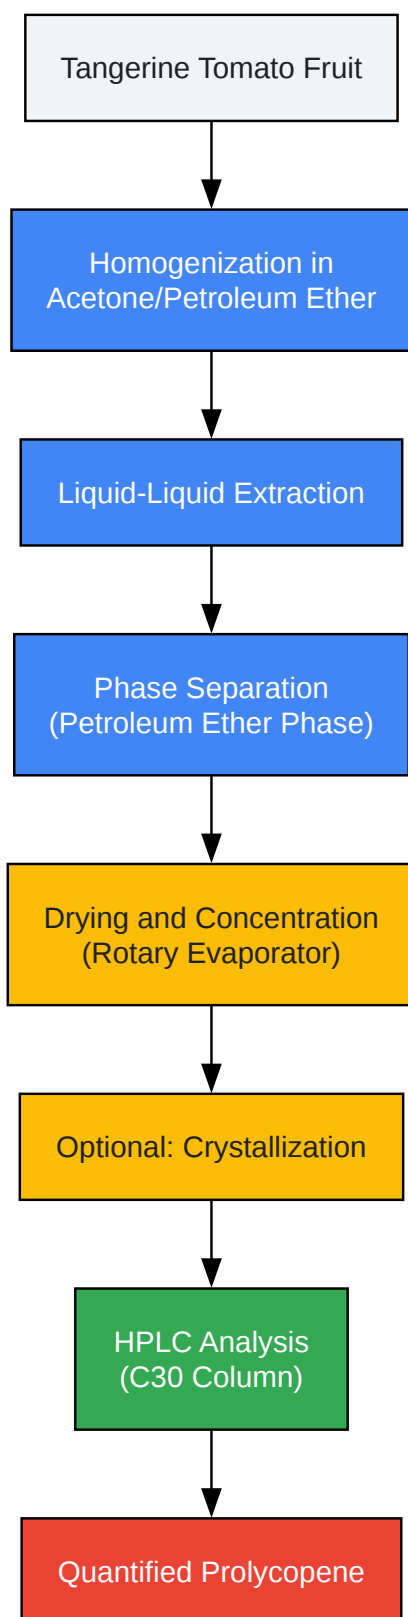 Tangerine Tomato Fruit
Homogenization in
Acetone/Petroleum Ether
Liquid-Liquid Extraction
Phase Separation
(Petroleum Ether Phase)
Drying and Concentration
(Rotary Evaporator)
Optional: Crystallization
HPLC Analysis
(C30 Column)
Quantified Prolycopene